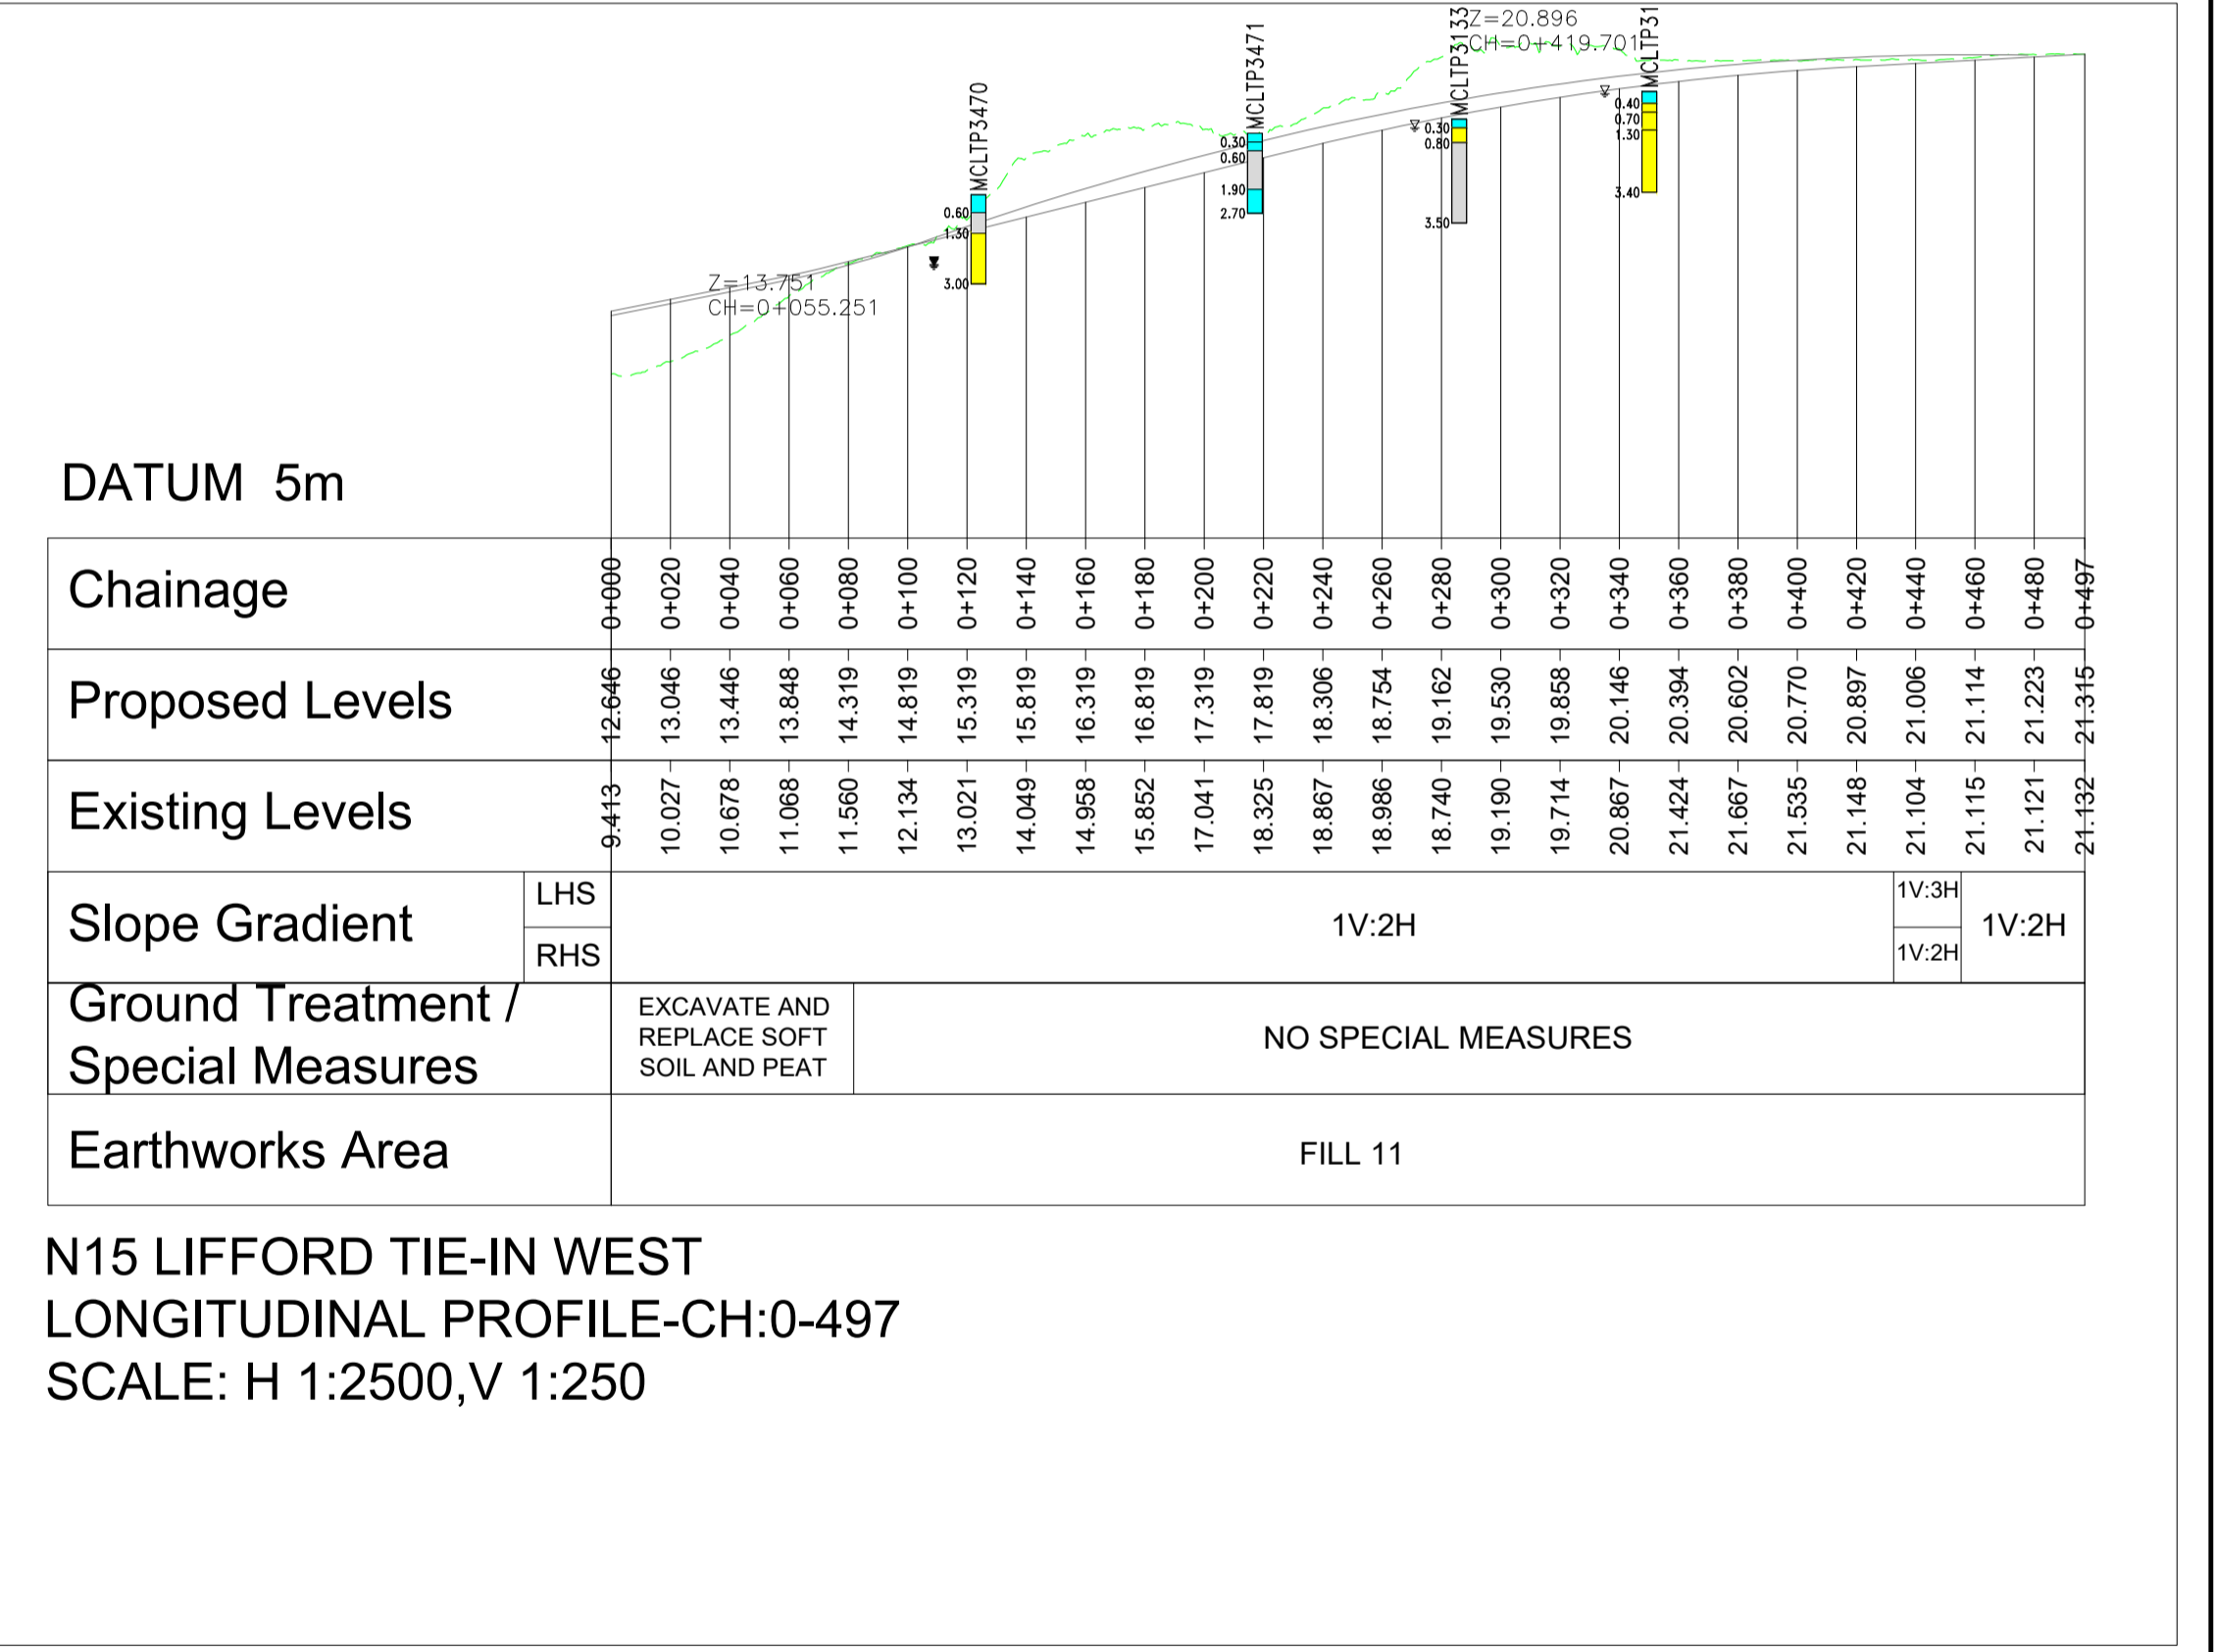 MCLTP3470
0.60
1.30
3.00
MCLTP3471
0.30
0.60
1.90
2.70
MCLTP3133
0.30
0.80
3.50
Z=20.896
CH=0+419.701
MCLTP31
0.40
0.70
1.30
3.40
Z=13.751
CH=0+055.251
DATUM 5m
Chainage 0+000 0+020 0+040 0+060 0+080 0+100 0+120 0+140 0+160 0+180 0+200 0+220 0+240 0+260 0+280 0+300 0+320 0+340 0+360 0+380 0+400 0+420 0+440 0+460 0+480 0+497
Proposed Levels 12.646 13.046 13.446 13.848 14.319 14.819 15.319 15.819 16.319 16.819 17.319 17.819 18.306 18.754 19.162 19.530 19.858 20.146 20.394 20.602 20.770 20.897 21.006 21.114 21.223 21.315
Existing Levels 9.413 10.027 10.678 11.068 11.560 12.134 13.021 14.049 14.958 15.852 17.041 18.325 18.867 18.986 18.740 19.190 19.714 20.867 21.424 21.667 21.535 21.148 21.104 21.115 21.121 21.132
Slope Gradient
LHS
RHS
1V:2H
1V:3H
1V:2H
1V:2H
Ground Treatment /
Special Measures
EXCAVATE AND
REPLACE SOFT
SOIL AND PEAT
NO SPECIAL MEASURES
Earthworks Area FILL 11
N15 LIFFORD TIE-IN WEST
LONGITUDINAL PROFILE-CH:0-497
SCALE: H 1:2500,V 1:250